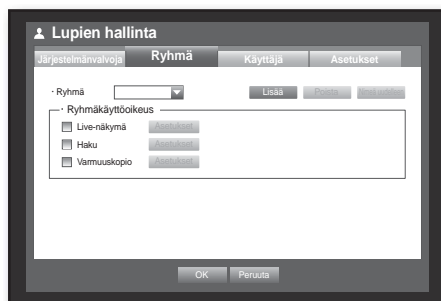 Lupien hallinta
Järjestelmänvalvoja Ryhmä Käyttäjä Asetukset
· Ryhmä Lisää Poista
· Ryhmäkäyttöoikeus
Live-näkymä Asetukset
Haku Asetukset
Varmuuskopio Asetukset
OK Peruuta